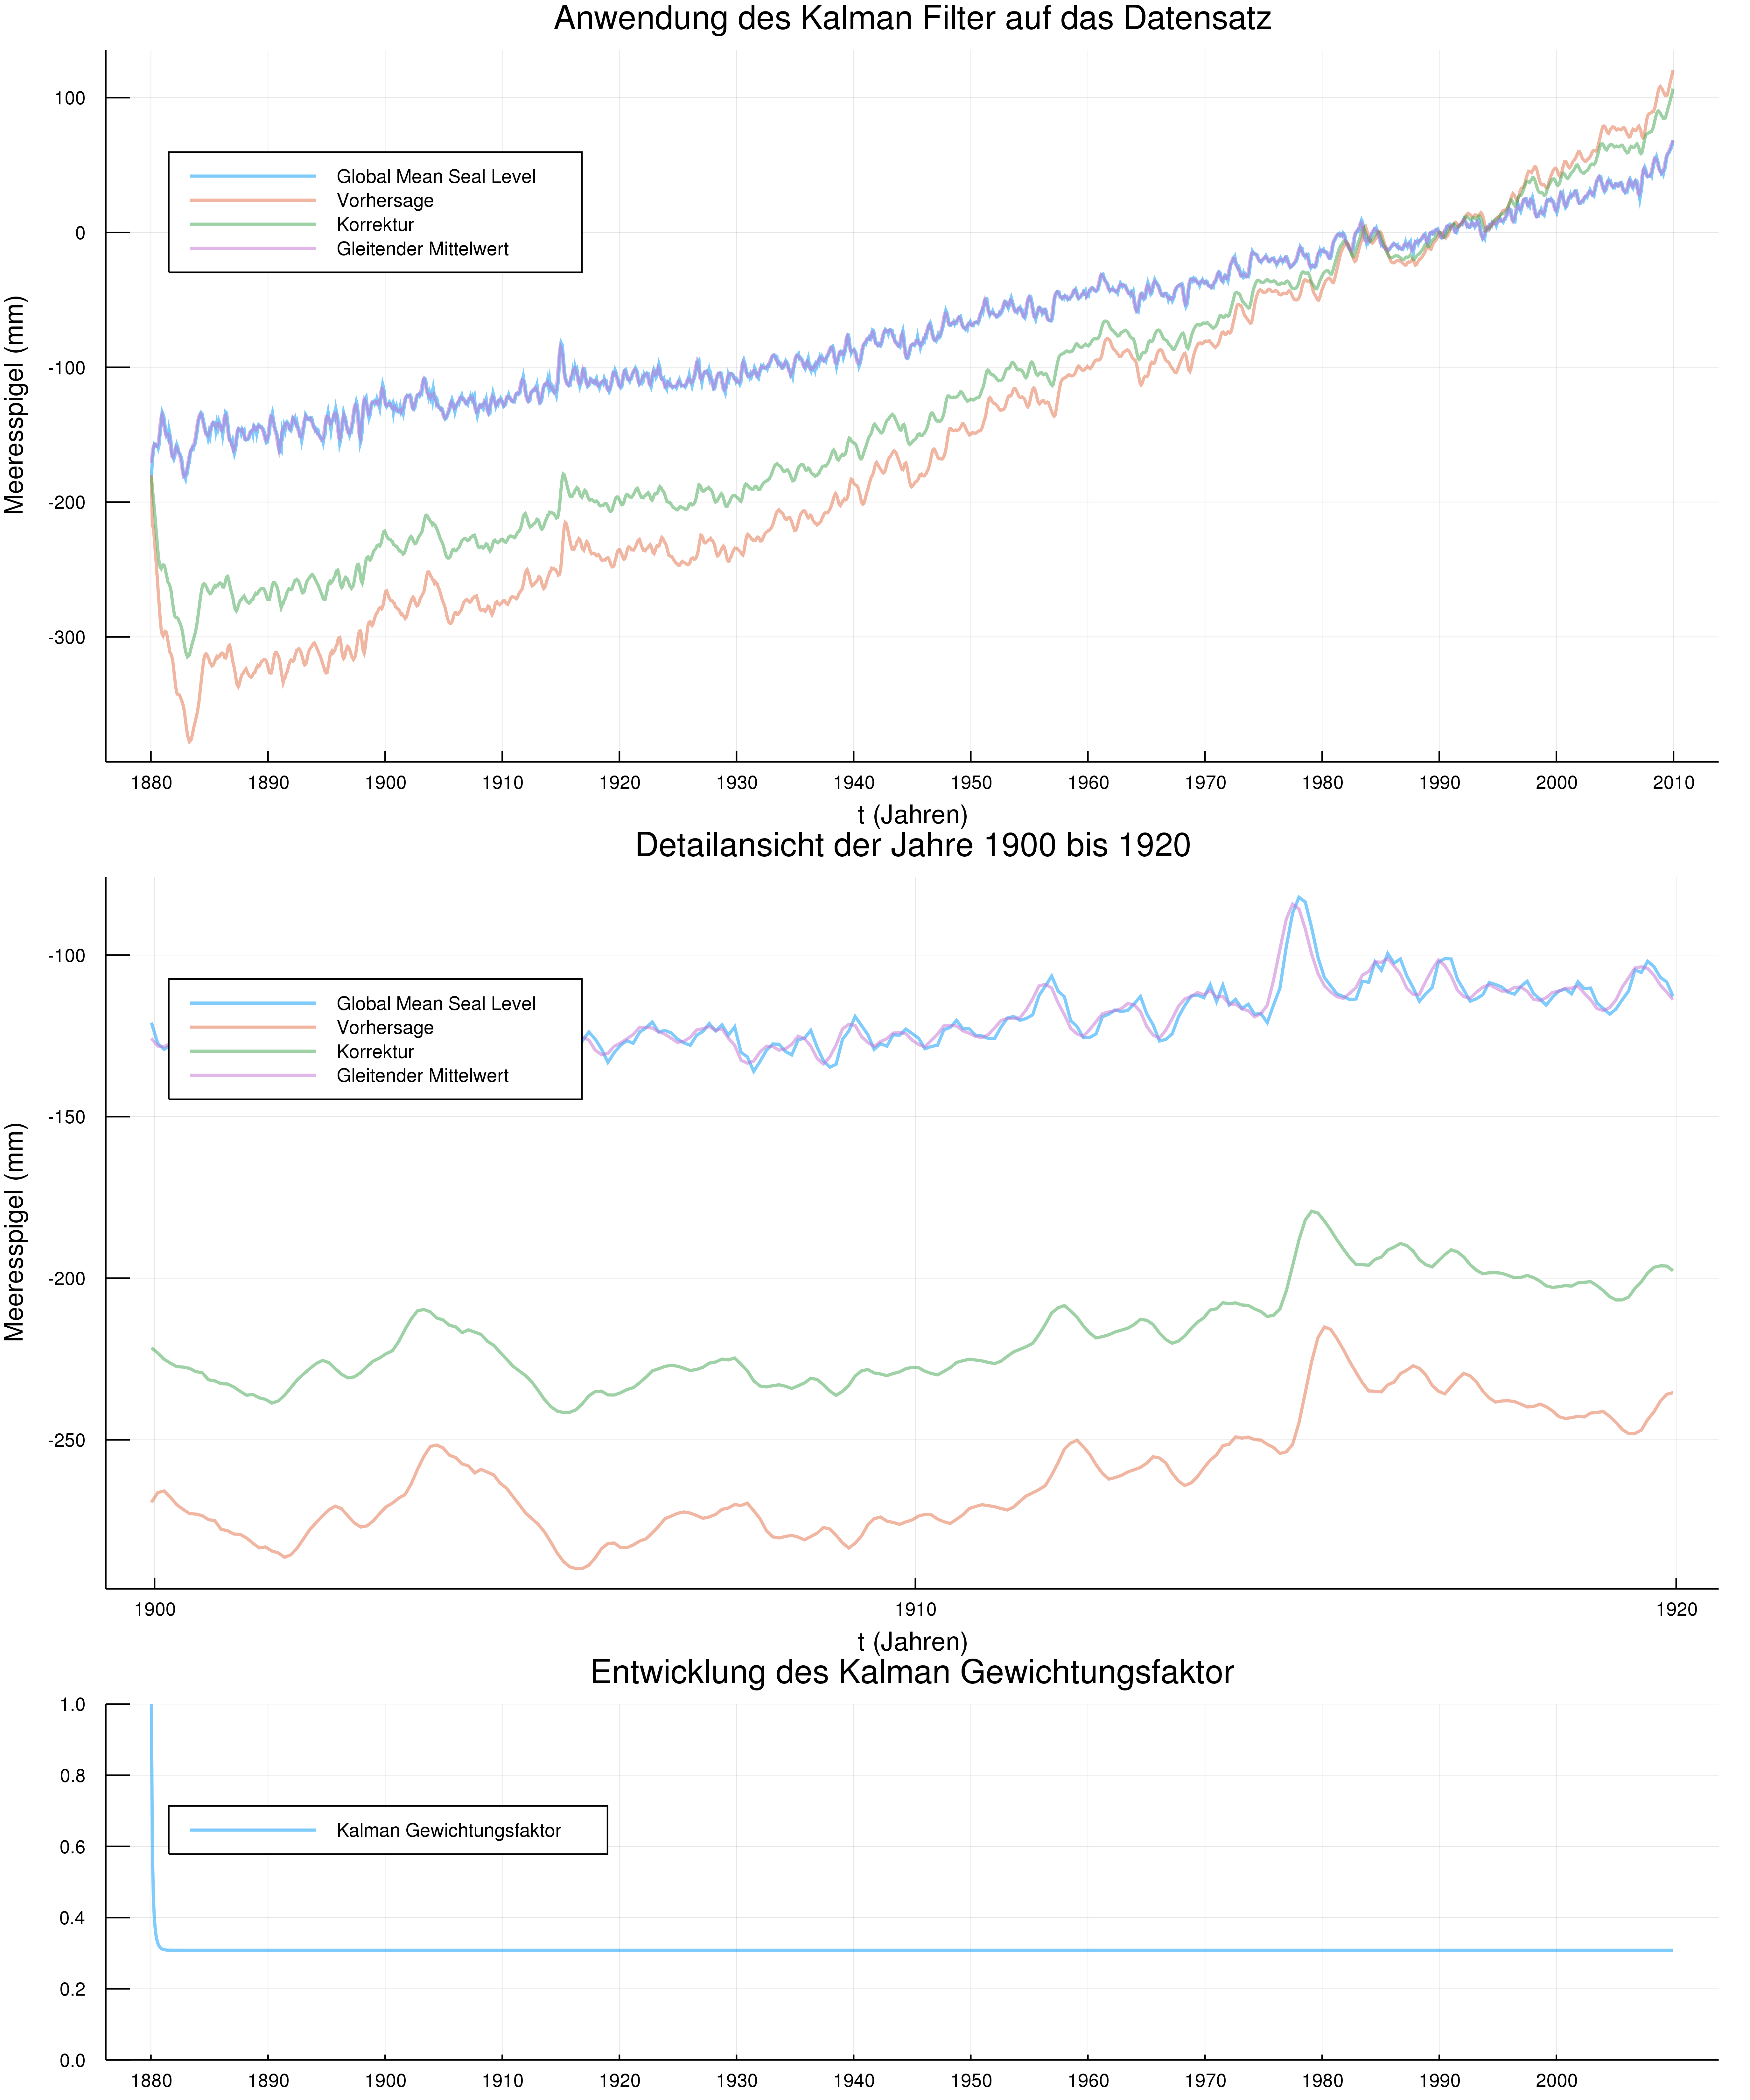 Anwendung des Kalman Filter auf das Datensatz
Meeresspigel (mm)
100
0
-100
-200
-300
Global Mean Seal Level
Vorhersage
Korrektur
Gleitender Mittelwert
1880 1890 1900 1910 1920 1930 1940 1950 1960 1970 1980 1990 2000 2010
t (Jahren)
Detailansicht der Jahre 1900 bis 1920
Meeresspigel (mm)
-100
-150
-200
-250
Global Mean Seal Level
Vorhersage
Korrektur
Gleitender Mittelwert
1900 1910 1920
t (Jahren)
Entwicklung des Kalman Gewichtungsfaktor
1.0
0.8
0.6
0.4
0.2
0.0
Kalman Gewichtungsfaktor
1880 1890 1900 1910 1920 1930 1940 1950 1960 1970 1980 1990 2000